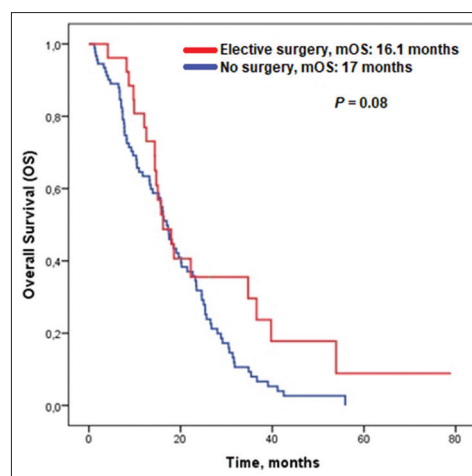 Elective surgery, mOS: 16.1 months
No surgery, mOS: 17 months
P = 0.08
Overall Survival (OS)
1,0
0,8
0,6
0,4
0,2
0,0
0
20
40
60
80
Time, months